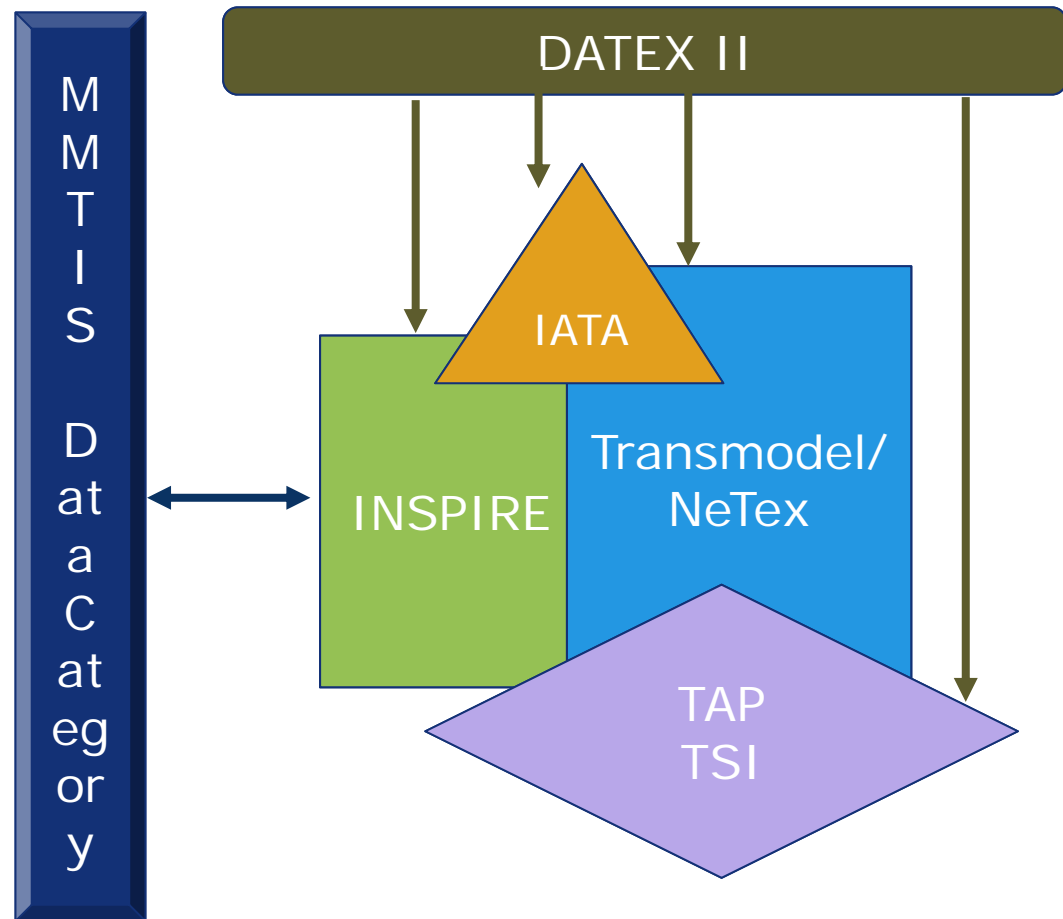 M
M
T
I
S
D
at
a
C
at
eg
or
y
DATEX II
IATA
INSPIRE
Transmodel/
NeTex
TAP
TSI